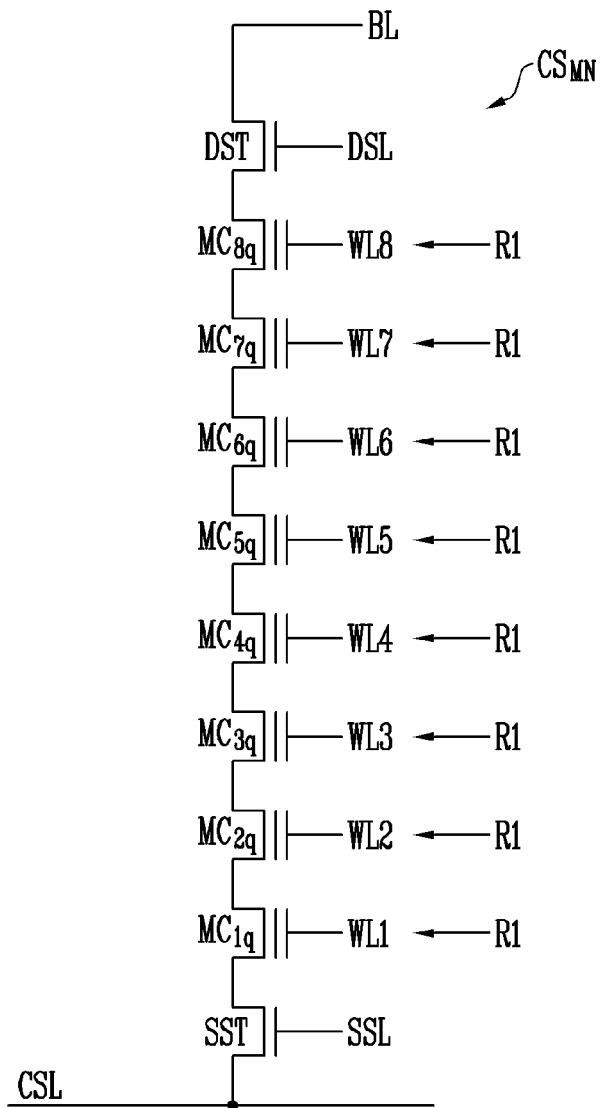 BL
CS_MN
DST DSL
MC_8q WL8 R1
MC_7q WL7 R1
MC_6q WL6 R1
MC_5q WL5 R1
MC_4q WL4 R1
MC_3q WL3 R1
MC_2q WL2 R1
MC_1q WL1 R1
SST SSL
CSL